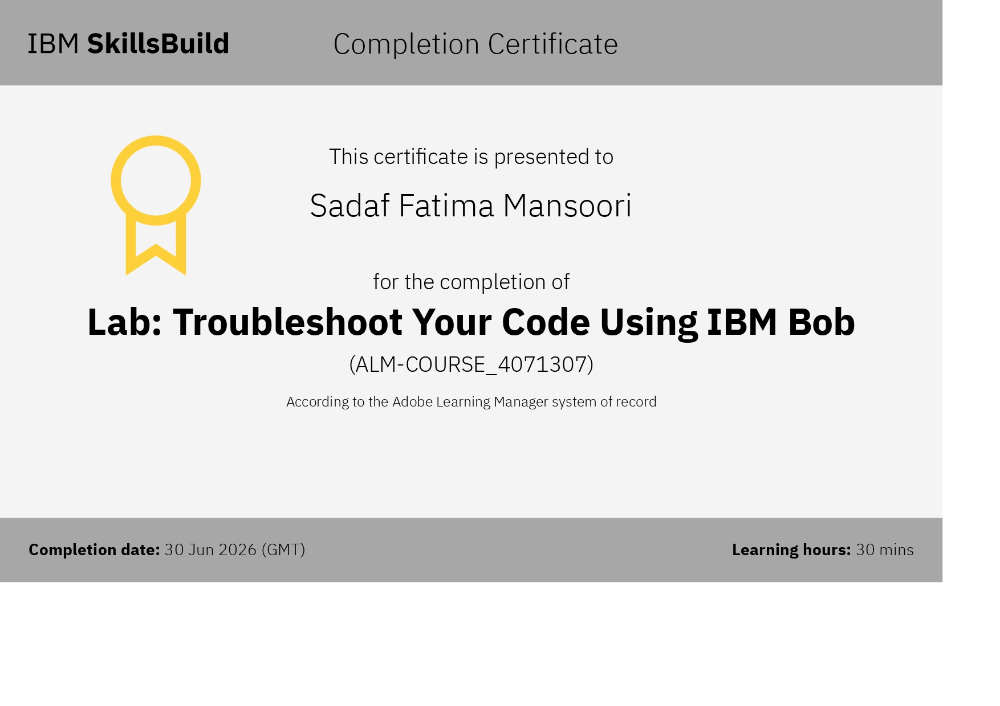 IBM SkillsBuild
Completion Certificate
This certificate is presented to
Sadaf Fatima Mansoori
for the completion of
Lab: Troubleshoot Your Code Using IBM Bob
(ALM-COURSE_4071307)
According to the Adobe Learning Manager system of record
Completion date: 30 Jun 2026 (GMT)
Learning hours: 30 mins